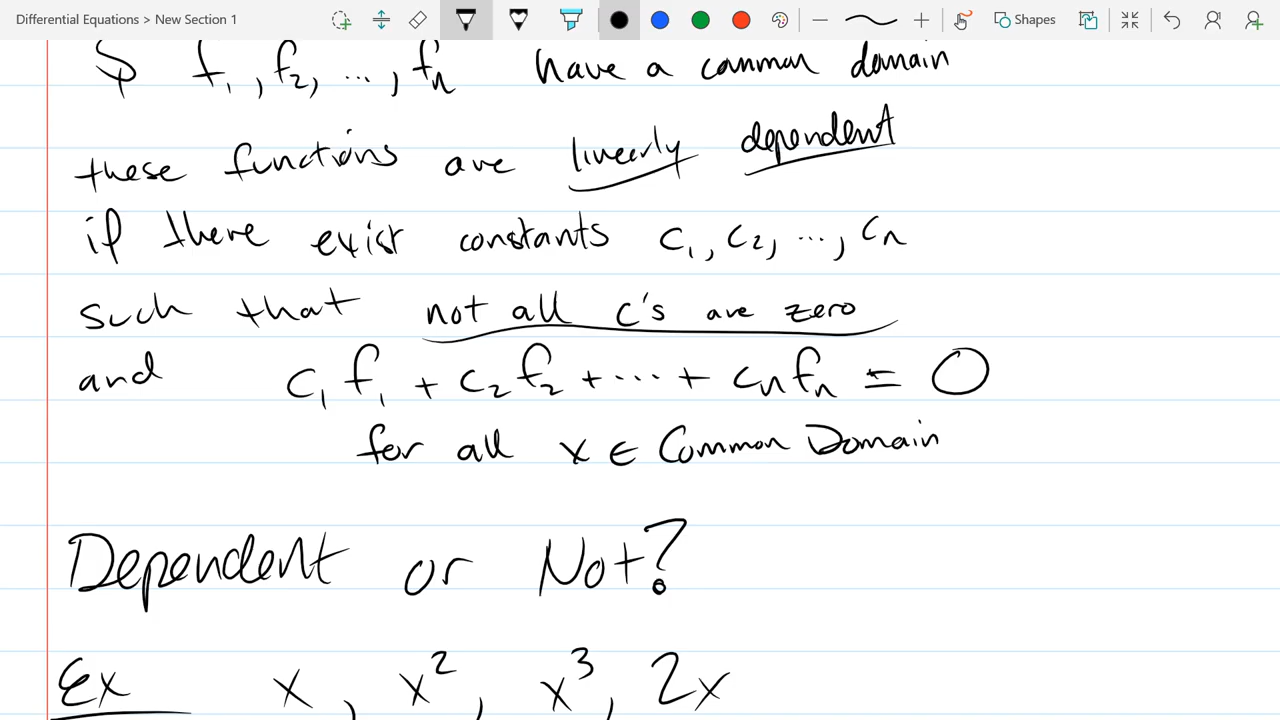 Differential Equations > New Section 1
Shapes
f₁, f₂, ..., fₙ have a common domain
these functions are linearly dependent
if there exist constants c₁, c₂, ..., cₙ
such that not all c's are zero
and c₁f₁ + c₂f₂ + ... + cₙfₙ = 0
for all x ∈ Common Domain
Dependent or Not?
Ex x, x², x³, 2x